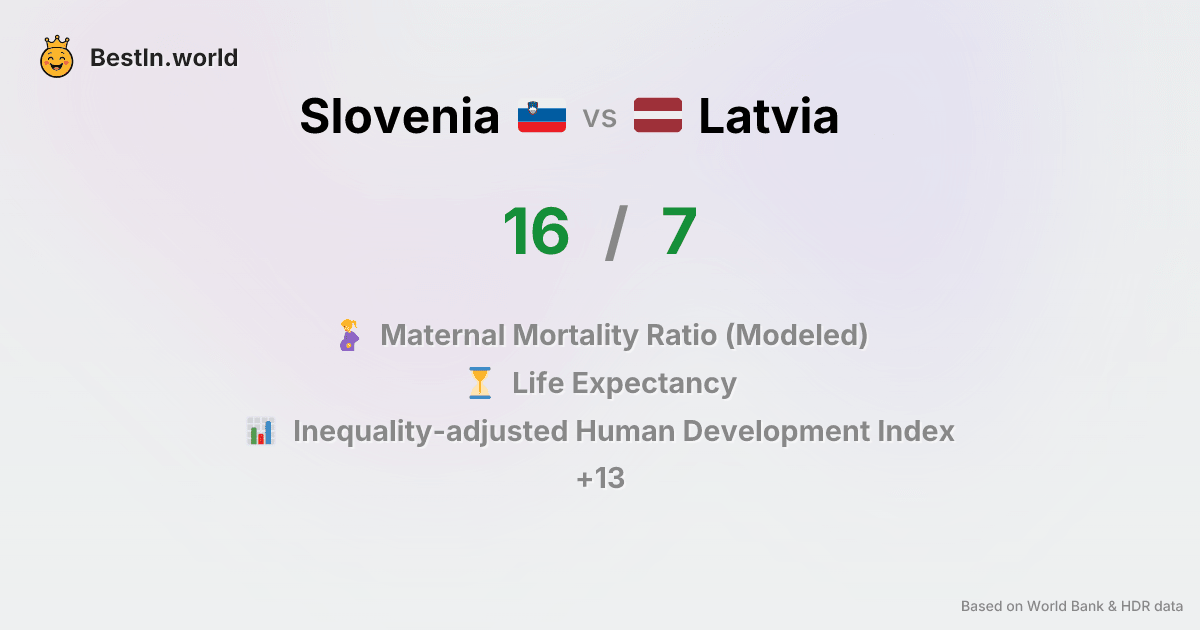 BestIn.world
Slovenia vs Latvia
16 / 7
Maternal Mortality Ratio (Modeled)
Life Expectancy
Inequality-adjusted Human Development Index
+13
Based on World Bank & HDR data